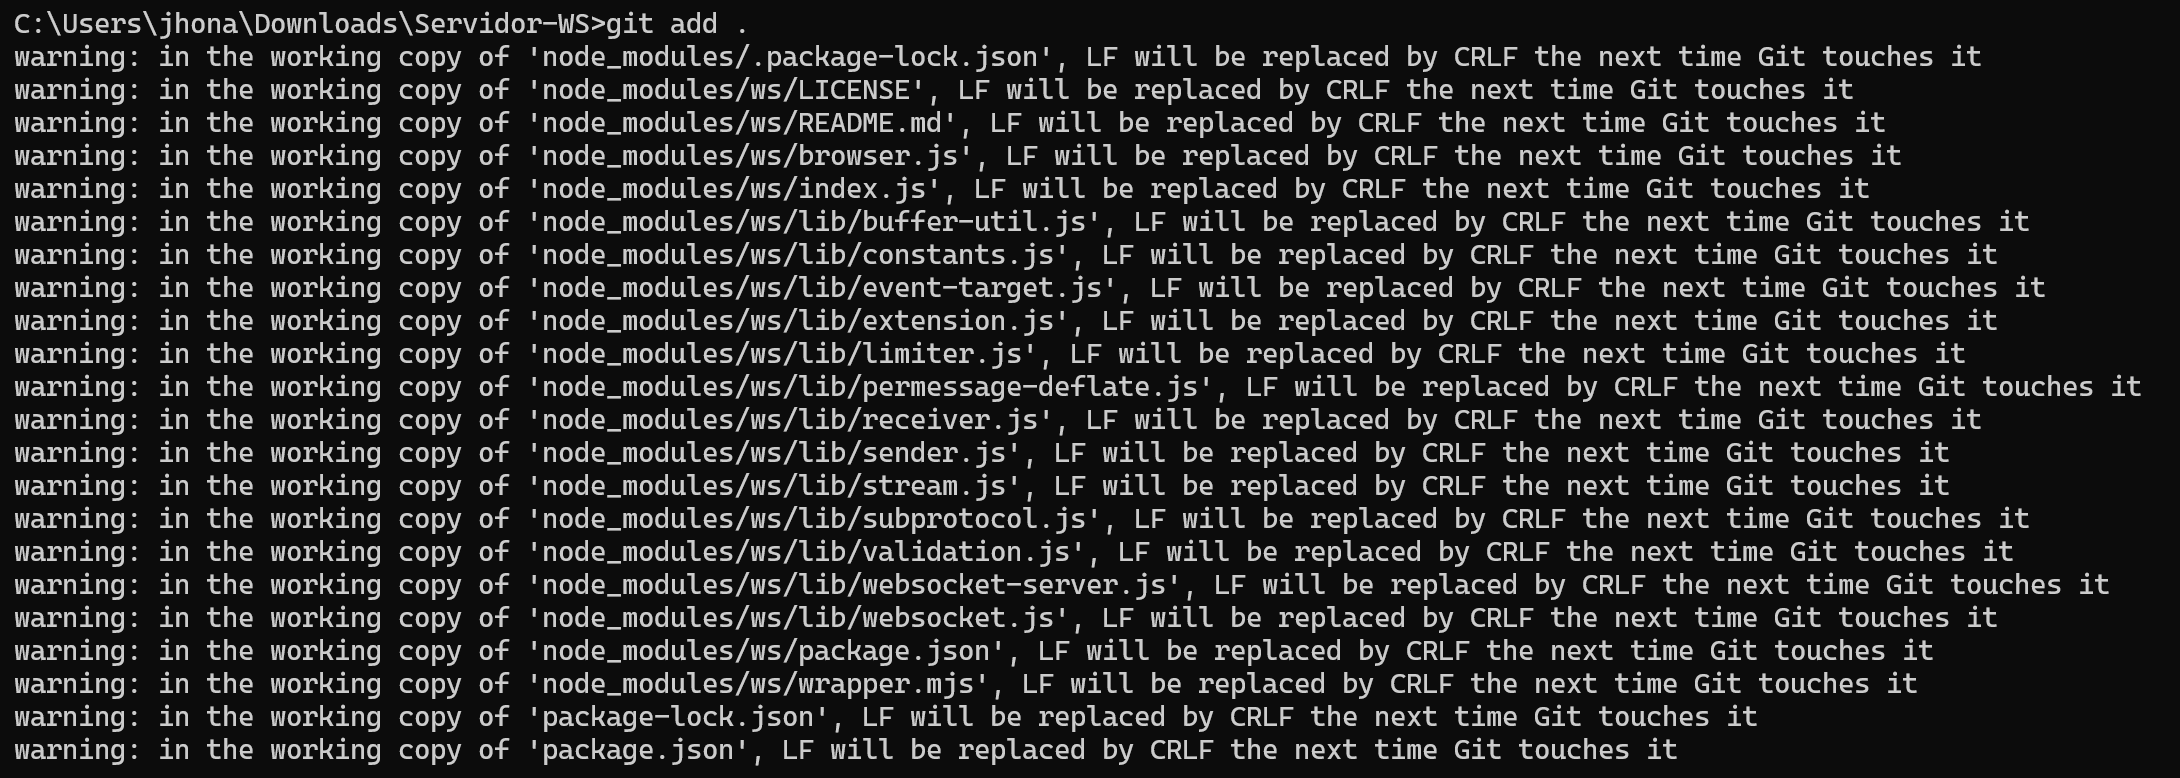 C:\Users\jhona\Downloads\Servidor-WS>git add .
warning: in the working copy of 'node_modules/.package-lock.json', LF will be replaced by CRLF the next time Git touches it
warning: in the working copy of 'node_modules/ws/LICENSE', LF will be replaced by CRLF the next time Git touches it
warning: in the working copy of 'node_modules/ws/README.md', LF will be replaced by CRLF the next time Git touches it
warning: in the working copy of 'node_modules/ws/browser.js', LF will be replaced by CRLF the next time Git touches it
warning: in the working copy of 'node_modules/ws/index.js', LF will be replaced by CRLF the next time Git touches it
warning: in the working copy of 'node_modules/ws/lib/buffer-util.js', LF will be replaced by CRLF the next time Git touches it
warning: in the working copy of 'node_modules/ws/lib/constants.js', LF will be replaced by CRLF the next time Git touches it
warning: in the working copy of 'node_modules/ws/lib/event-target.js', LF will be replaced by CRLF the next time Git touches it
warning: in the working copy of 'node_modules/ws/lib/extension.js', LF will be replaced by CRLF the next time Git touches it
warning: in the working copy of 'node_modules/ws/lib/limiter.js', LF will be replaced by CRLF the next time Git touches it
warning: in the working copy of 'node_modules/ws/lib/permessage-deflate.js', LF will be replaced by CRLF the next time Git touches it
warning: in the working copy of 'node_modules/ws/lib/receiver.js', LF will be replaced by CRLF the next time Git touches it
warning: in the working copy of 'node_modules/ws/lib/sender.js', LF will be replaced by CRLF the next time Git touches it
warning: in the working copy of 'node_modules/ws/lib/stream.js', LF will be replaced by CRLF the next time Git touches it
warning: in the working copy of 'node_modules/ws/lib/subprotocol.js', LF will be replaced by CRLF the next time Git touches it
warning: in the working copy of 'node_modules/ws/lib/validation.js', LF will be replaced by CRLF the next time Git touches it
warning: in the working copy of 'node_modules/ws/lib/websocket-server.js', LF will be replaced by CRLF the next time Git touches it
warning: in the working copy of 'node_modules/ws/lib/websocket.js', LF will be replaced by CRLF the next time Git touches it
warning: in the working copy of 'node_modules/ws/package.json', LF will be replaced by CRLF the next time Git touches it
warning: in the working copy of 'node_modules/ws/wrapper.mjs', LF will be replaced by CRLF the next time Git touches it
warning: in the working copy of 'package-lock.json', LF will be replaced by CRLF the next time Git touches it
warning: in the working copy of 'package.json', LF will be replaced by CRLF the next time Git touches it